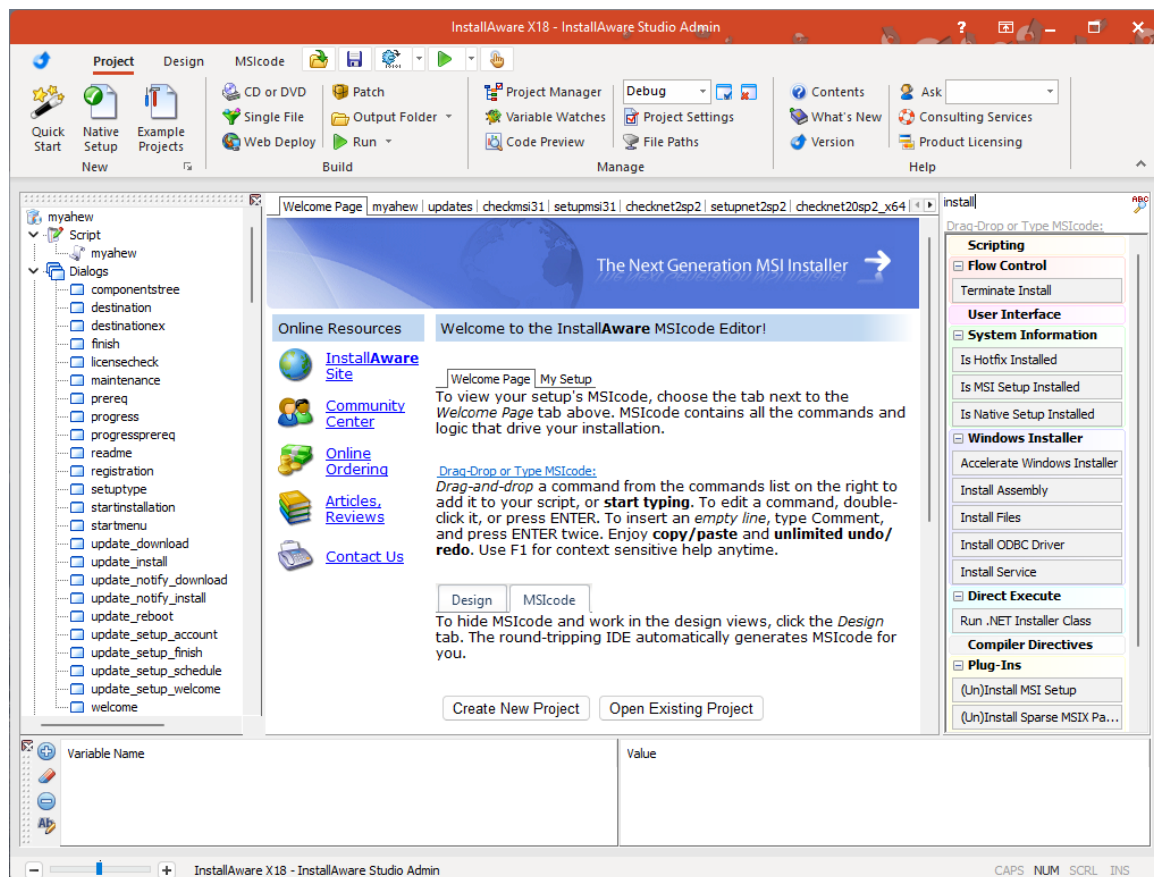 InstallAware X18 - InstallAware Studio Admin
Project Design MSIcode
Quick Start
Native Setup
Example Projects
New
CD or DVD
Single File
Web Deploy
Patch
Output Folder
Run
Build
Project Manager
Variable Watches
Code Preview
Debug
Project Settings
File Paths
Manage
Contents
What's New
Version
Ask
Consulting Services
Product Licensing
Help
myahew
Script
myahew
Dialogs
componentstree
destination
destinationex
finish
licensecheck
maintenance
prereq
progress
progressprereq
readme
registration
setuptype
startinstallation
startmenu
update_download
update_install
update_notify_download
update_notify_install
update_reboot
update_setup_account
update_setup_finish
update_setup_schedule
update_setup_welcome
welcome
Welcome Page myahew updates checkmsi31 setupmsi31 checknet2sp2 setupnet2sp2 checknet20sp2_x64
The Next Generation MSI Installer
Online Resources
InstallAware
Site
Community
Center
Online
Ordering
Articles,
Reviews
Contact Us
Welcome to the InstallAware MSIcode Editor!
Welcome Page My Setup
To view your setup's MSIcode, choose the tab next to the
Welcome Page tab above. MSIcode contains all the commands and
logic that drive your installation.
Drag-Drop or Type MSIcode:
Drag-and-drop a command from the commands list on the right to
add it to your script, or start typing. To edit a command, double-
click it, or press ENTER. To insert an empty line, type Comment,
and press ENTER twice. Enjoy copy/paste and unlimited undo/
redo. Use F1 for context sensitive help anytime.
Design MSIcode
To hide MSIcode and work in the design views, click the Design
tab. The round-tripping IDE automatically generates MSIcode for
you.
Create New Project Open Existing Project
install
ABC
Drag-Drop or Type MSIcode:
Scripting
Flow Control
Terminate Install
User Interface
System Information
Is Hotfix Installed
Is MSI Setup Installed
Is Native Setup Installed
Windows Installer
Accelerate Windows Installer
Install Assembly
Install Files
Install ODBC Driver
Install Service
Direct Execute
Run .NET Installer Class
Compiler Directives
Plug-Ins
(Un)Install MSI Setup
(Un)Install Sparse MSIX Pa...
Variable Name Value
Ab
InstallAware X18 - InstallAware Studio Admin
CAPS NUM SCRL INS